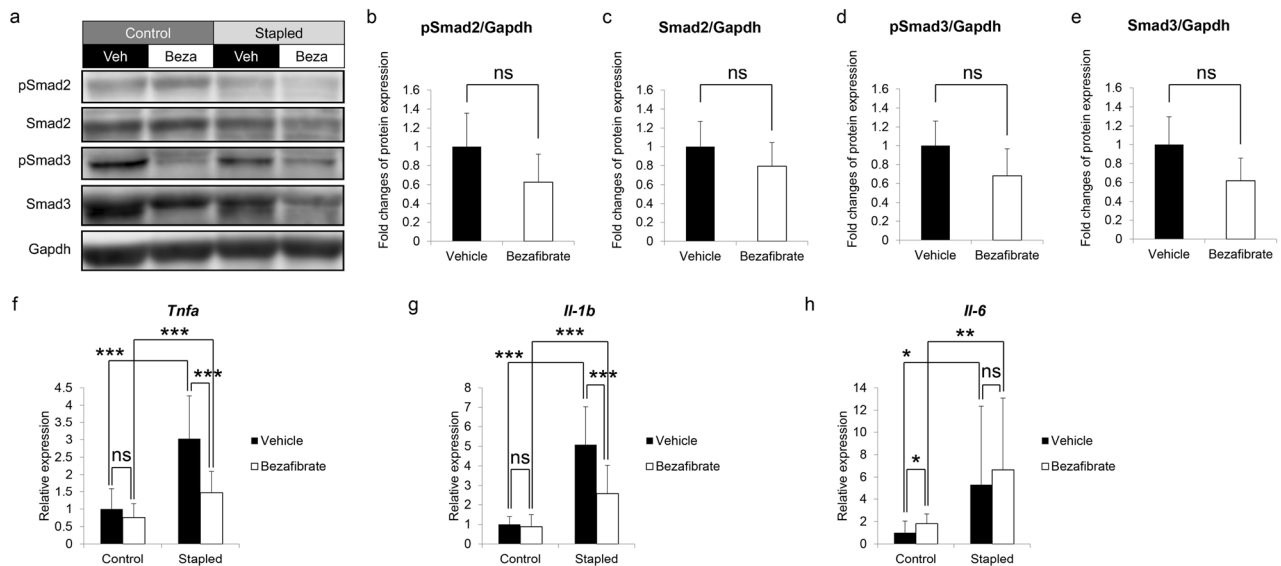 a
Control Stapled
Veh Beza Veh Beza
pSmad2
Smad2
pSmad3
Smad3
Gapdh
b
pSmad2/Gapdh
ns
Fold changes of protein expression
1.6
1.4
1.2
1
0.8
0.6
0.4
0.2
0
Vehicle Bezafibrate
c
Smad2/Gapdh
ns
Fold changes of protein expression
1.6
1.4
1.2
1
0.8
0.6
0.4
0.2
0
Vehicle Bezafibrate
d
pSmad3/Gapdh
ns
Fold changes of protein expression
1.6
1.4
1.2
1
0.8
0.6
0.4
0.2
0
Vehicle Bezafibrate
e
Smad3/Gapdh
ns
Fold changes of protein expression
1.6
1.4
1.2
1
0.8
0.6
0.4
0.2
0
Vehicle Bezafibrate
f
Tnfa
***
***
***
ns
Relative expression
4.5
4
3.5
3
2.5
2
1.5
1
0.5
0
Control Stapled
Vehicle
Bezafibrate
g
Il-1b
***
***
***
ns
Relative expression
8
7
6
5
4
3
2
1
0
Control Stapled
Vehicle
Bezafibrate
h
Il-6
**
*
ns
*
Relative expression
14
12
10
8
6
4
2
0
Control Stapled
Vehicle
Bezafibrate